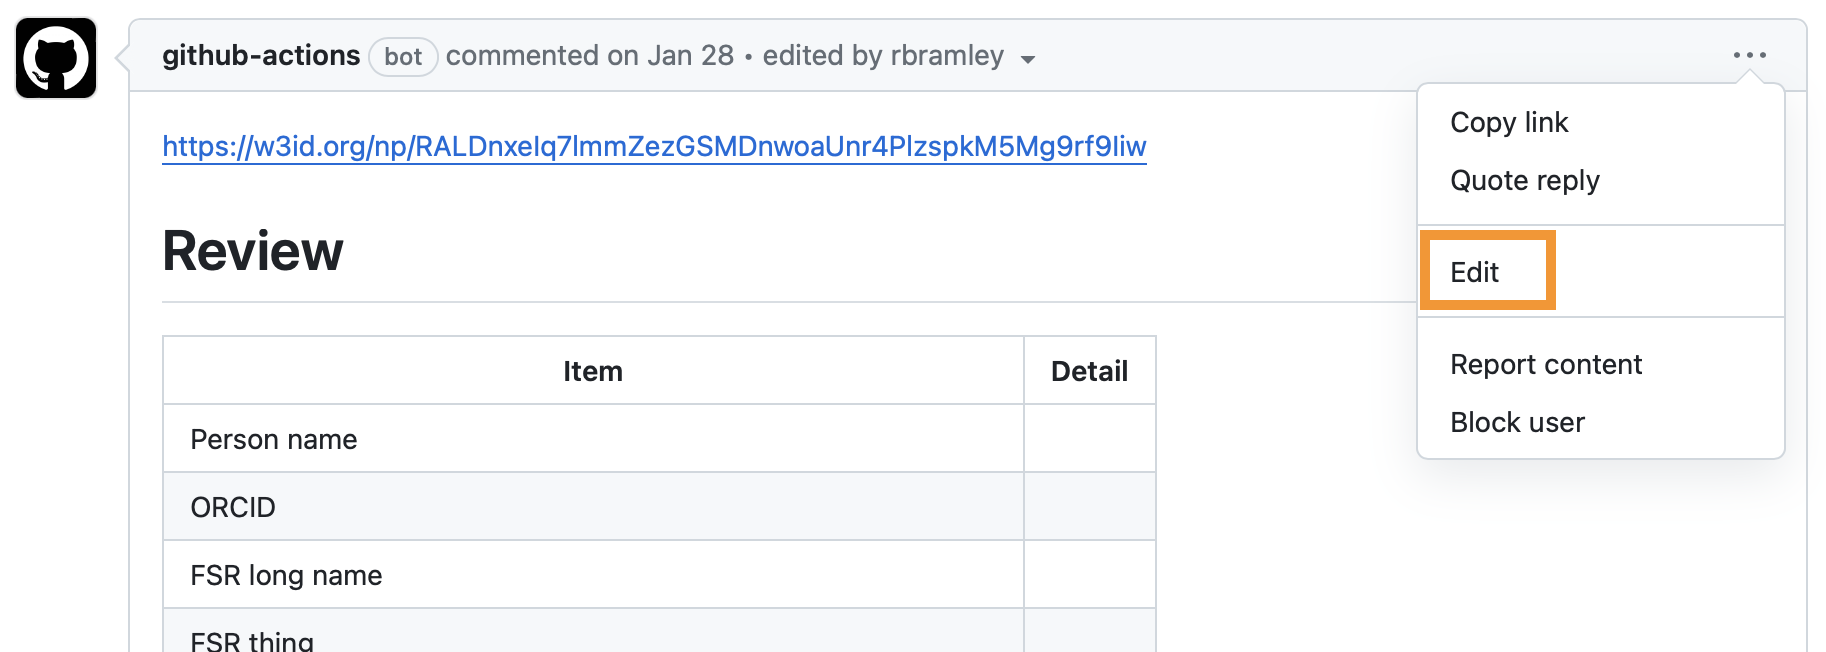 github-actions bot commented on Jan 28 • edited by rbramley
Copy link
https://w3id.org/np/RALDnxeIq7lmmZezGSMDnwoaUnr4PlzspkM5Mg9rf9Iiw
Quote reply
Review
Edit
Report content
Item Detail
Block user
Person name
ORCID
FSR long name
FSR thing